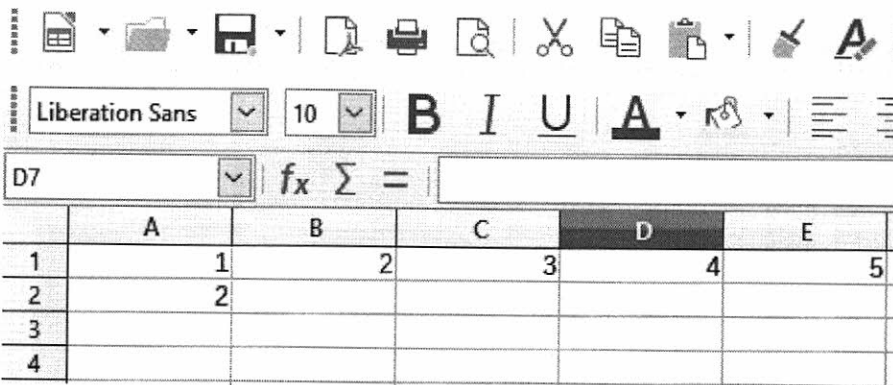 Liberation Sans 10 B I U A
D7 fx Σ =
A B C D E
1 1 2 3 4 5
2 2
3
4